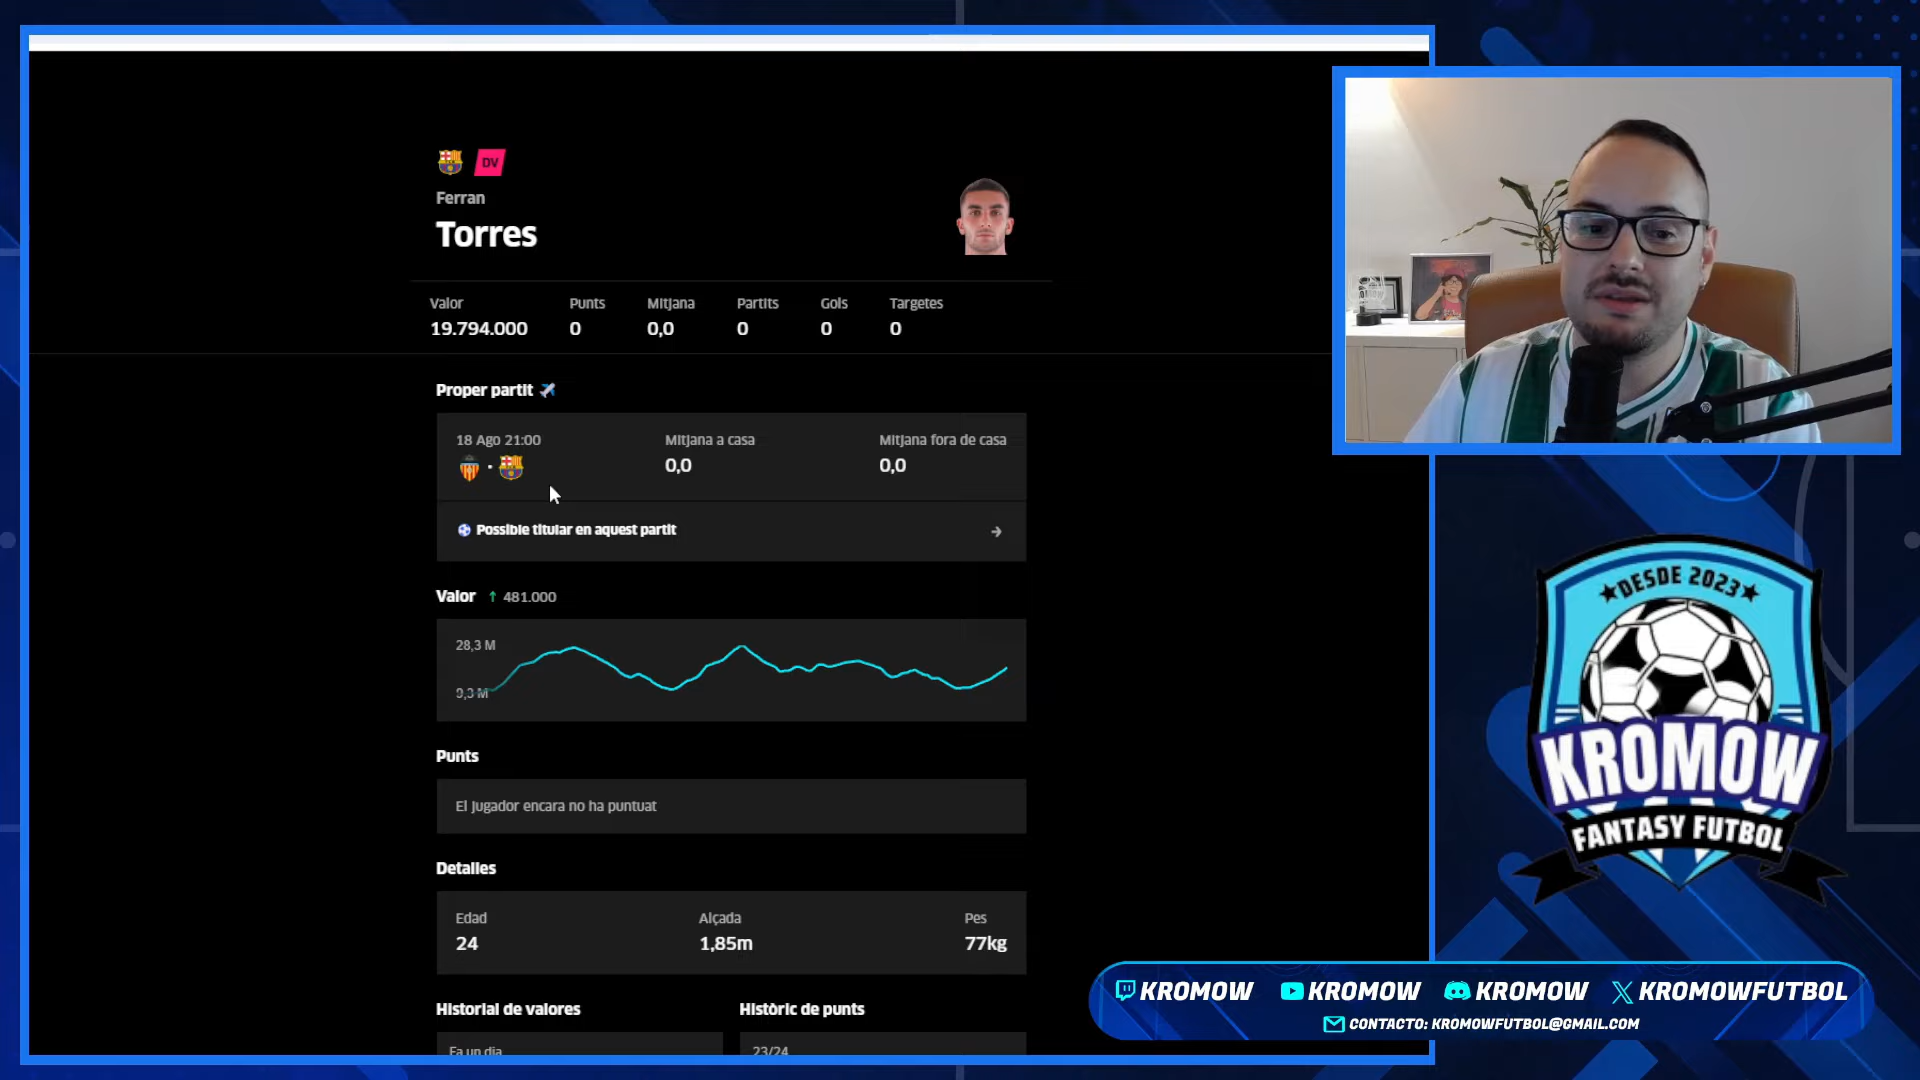 DV
Ferran
Torres
Valor Punts Mitjana Partits Gols Targetes
19.794.000 0 0,0 0 0 0
Proper partit
18 Ago 21:00 Mitjana a casa Mitjana fora de casa
0,0 0,0
Possible titular en aquest partit
Valor ↑ 481.000
28,3 M
9,3 M
Punts
El jugador encara no ha puntuat
Detalles
Edad Alçada Pes
24 1,85m 77kg
Historial de valores Històric de punts
Fa un dia 23/24
DESDE 2023
KROMOW
FANTASY FUTBOL
KROMOW KROMOW KROMOW KROMOWFUTBOL
CONTACTO: KROMOWFUTBOL@GMAIL.COM